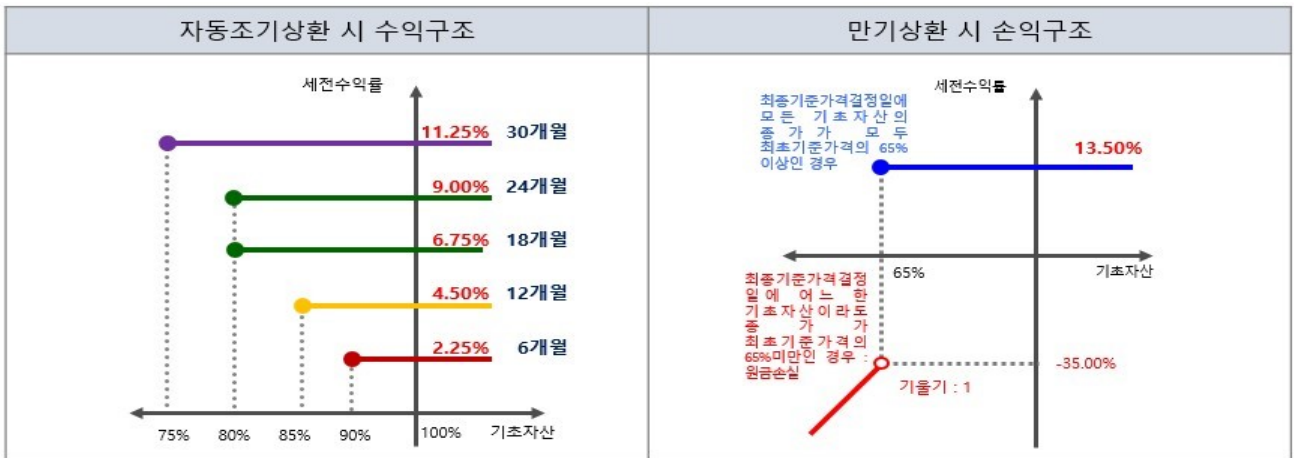 자동조기상환 시 수익구조
만기상환 시 손익구조
세전수익률
11.25% 30개월
9.00% 24개월
6.75% 18개월
4.50% 12개월
2.25% 6개월
75% 80% 85% 90% 100% 기초자산
세전수익률
최종기준가격결정일에
모든 기초자산의
종가가 모두
최초기준가격의 65%
이상인 경우
13.50%
65%
기초자산
최종기준가격결정
일에 어느 한
기초자산이라도
종가가
최초기준가격의
65%미만인 경우 :
원금손실
-35.00%
기울기 : 1